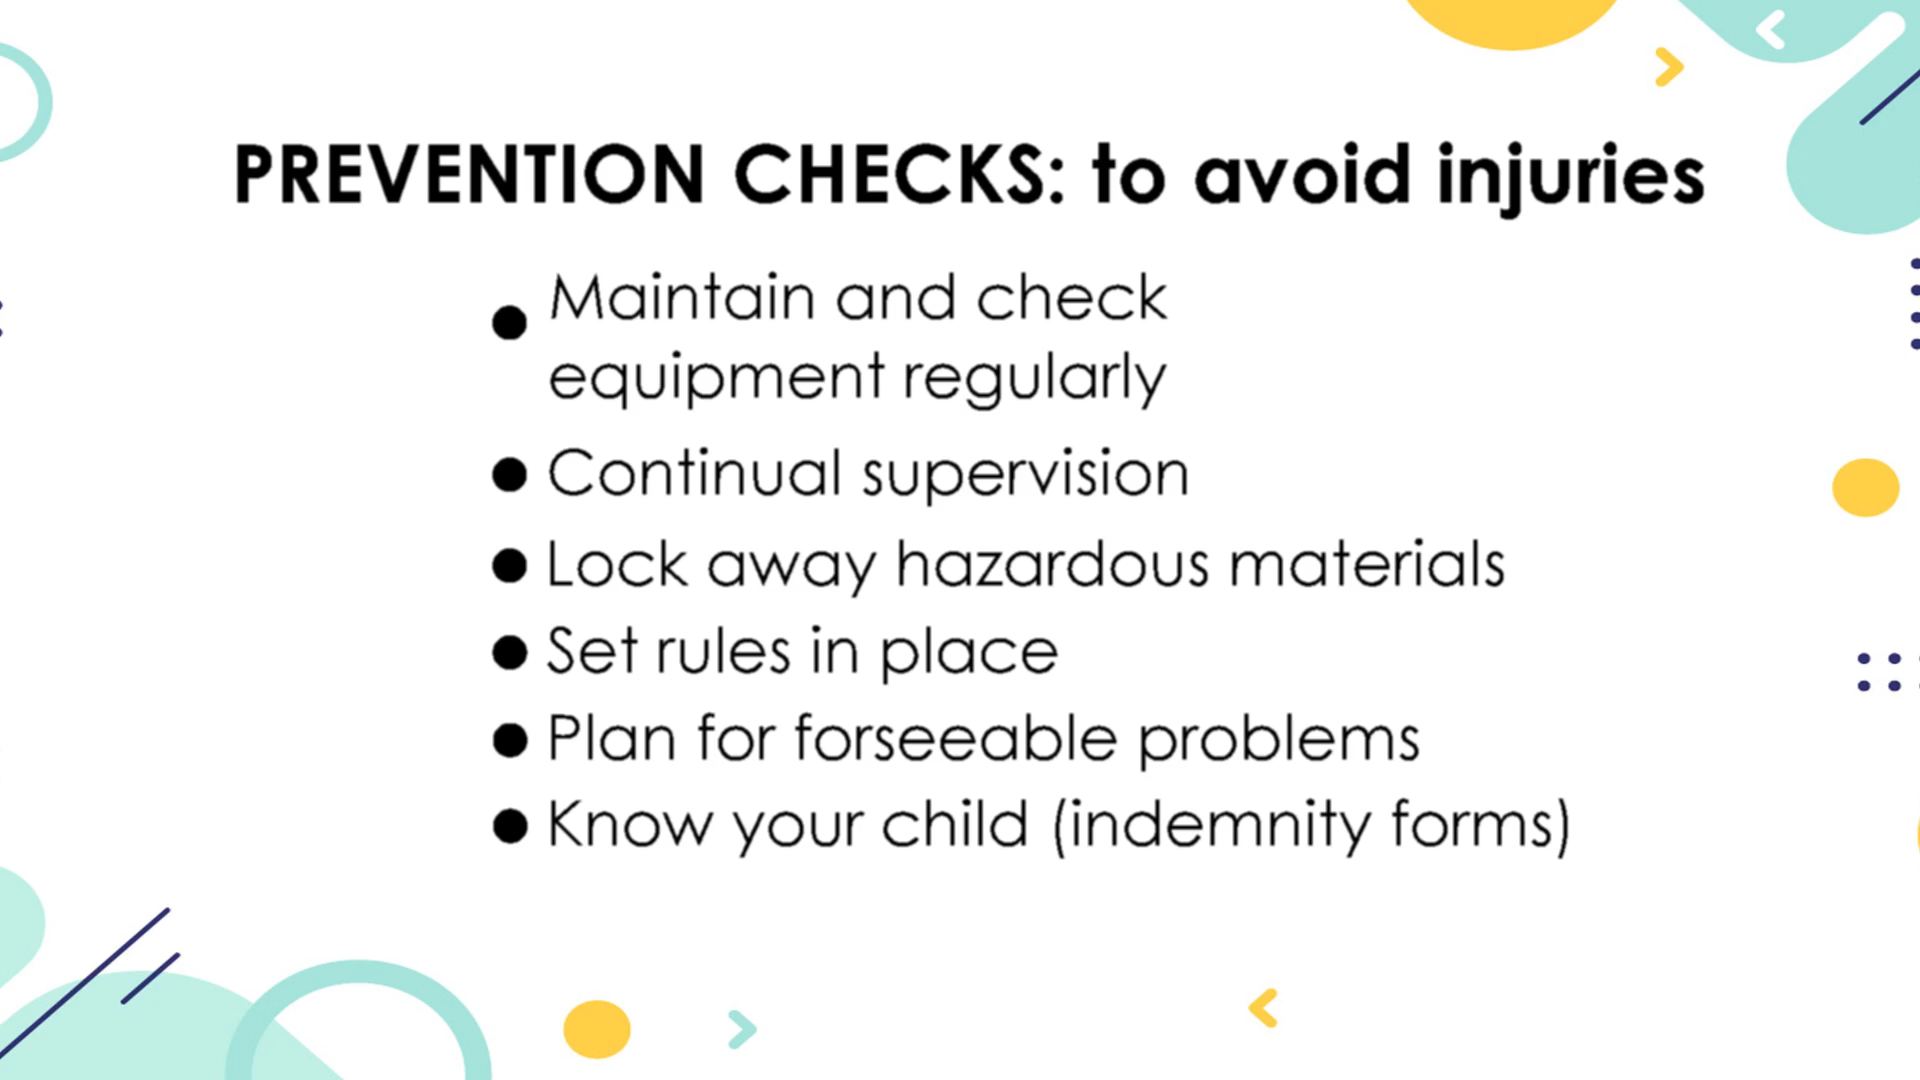 PREVENTION CHECKS: to avoid injuries
● Maintain and check
equipment regularly
● Continual supervision
● Lock away hazardous materials
● Set rules in place
● Plan for forseeable problems
● Know your child (indemnity forms)